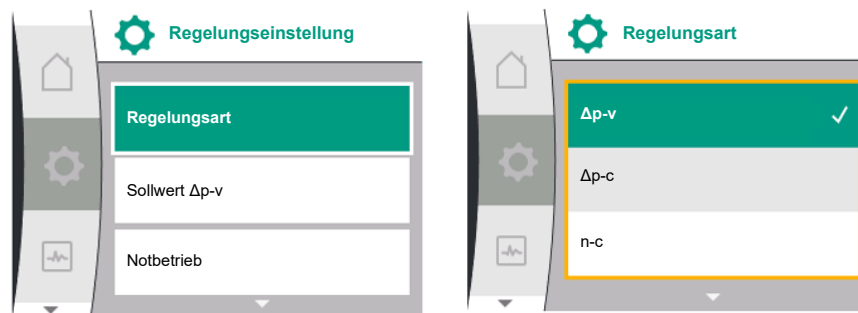 Regelungseinstellung
Regelungsart
Sollwert Δp-v
Notbetrieb
Regelungsart
Δp-v
Δp-c
n-c